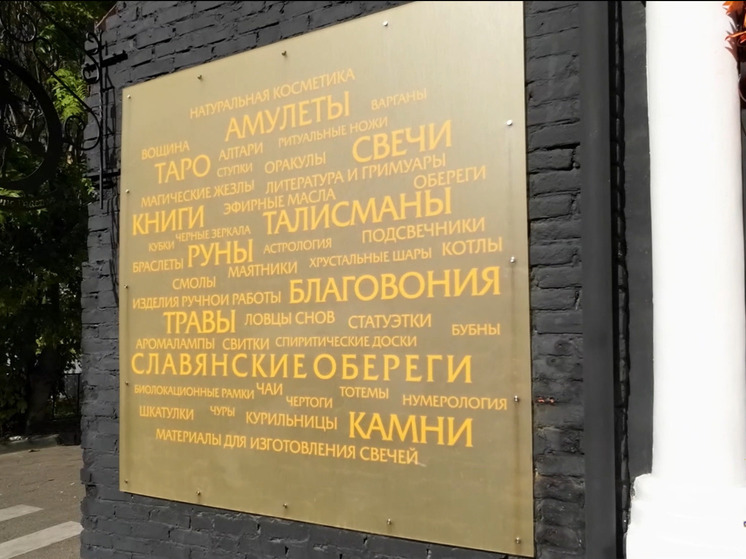 НАТУРАЛЬНАЯ КОСМЕТИКА
АМУЛЕТЫ ВАРГАНЫ
ВОЩИНА АЛТАРИ РИТУАЛЬНЫЕ НОЖИ
ТАРО СТУПКИ ОРАКУЛЫ СВЕЧИ
МАГИЧЕСКИЕ ЖЕЗЛЫ ЛИТЕРАТУРА И ГРИМУАРЫ
КНИГИ ЭФИРНЫЕ МАСЛА ОБЕРЕГИ
КУБКИ ЧЕРНЫЕ ЗЕРКАЛА ТАЛИСМАНЫ
БРАСЛЕТЫ РУНЫ АСТРОЛОГИЯ ПОДСВЕЧНИКИ
СМОЛЫ МАЯТНИКИ ХРУСТАЛЬНЫЕ ШАРЫ КОТЛЫ
ИЗДЕЛИЯ РУЧНОЙ РАБОТЫ БЛАГОВОНИЯ
ТРАВЫ ЛОВЦЫ СНОВ СТАТУЭТКИ БУБНЫ
АРОМАЛАМПЫ СВИТКИ СПИРИТИЧЕСКИЕ ДОСКИ
СЛАВЯНСКИЕ ОБЕРЕГИ
БИОЛОКАЦИОННЫЕ РАМКИ ЧАИ ТОТЕМЫ НУМЕРОЛОГИЯ
ШКАТУЛКИ ЧУРЫ ЧЕРТОГИ
КУРИЛЬНИЦЫ КАМНИ
МАТЕРИАЛЫ ДЛЯ ИЗГОТОВЛЕНИЯ СВЕЧЕЙ